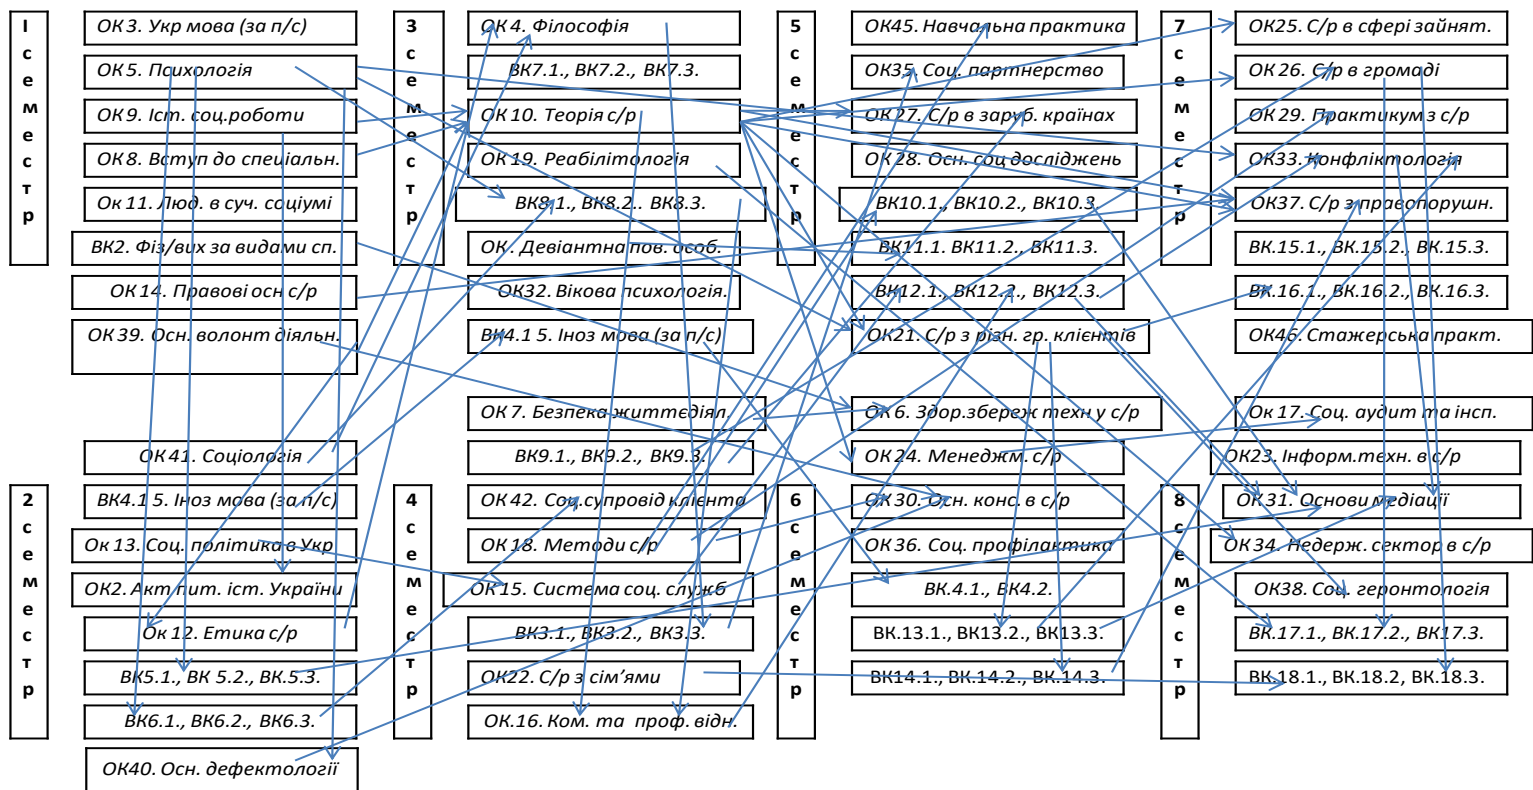 І семестр
ОК 3. Укр мова (за п/с)
ОК 5. Психологія
ОК 9. Іст. соц.роботи
ОК 8. Вступ до спеціальн.
Ок 11. Люд. в суч. соціумі
ВК2. Фіз/вих за видами сп.
ОК 14. Правові осн с/р
ОК 39. Осн. волонт діяльн.
2 семестр
ОК 41. Соціологія
ВК4.1 5. Іноз мова (за п/с)
Ок 13. Соц. політика в Укр
ОК2. Акт пит. іст. України
Ок 12. Етика с/р
ВК5.1., ВК 5.2., ВК.5.3.
ВК6.1., ВК6.2., ВК6.3.
ОК40. Осн. дефектології
3 семестр
ОК 4. Філософія
ВК7.1., ВК7.2., ВК7.3.
ОК 10. Теорія с/р
ОК 19. Реабілітологія
ВК8.1., ВК8.2.. ВК8.3.
ОК . Девіантна пов. особ.
ОК32. Вікова психологія.
ВК4.1 5. Іноз мова (за п/с)
4 семестр
ОК 7. Безпека життєдіял.
ВК9.1., ВК9.2., ВК9.3.
ОК 42. Соц.супровід клієнта
ОК 18. Методи с/р
ОК 15. Система соц. служб
ВК3.1., ВК3.2., ВК3.3.
ОК22. С/р з сім’ями
ОК.16. Ком. та проф. відн.
5 семестр
ОК45. Навчальна практика
ОК35. Соц. партнерство
ОК 27. С/р в заруб. країнах
ОК 28. Осн. соц досліджень
ВК10.1., ВК10.2., ВК10.3.
ВК11.1. ВК11.2., ВК11.3.
ВК12.1., ВК12.2., ВК12.3.
ОК21. С/р з різн. гр. клієнтів
6 семестр
ОК 6. Здор.збереж техн у с/р
ОК 24. Менеджм. с/р
ОК 30. Осн. конс. в с/р
ОК 36. Соц. профілактика
ВК.4.1., ВК4.2.
ВК.13.1., ВК13.2., ВК13.3.
ВК14.1., ВК.14.2., ВК.14.3.
7 семестр
ОК25. С/р в сфері зайнят.
ОК 26. С/р в громаді
ОК 29. Практикум з с/р
ОК33. Конфліктологія
ОК37. С/р з правопорушн.
ВК.15.1., ВК.15.2., ВК.15.3.
ВК.16.1., ВК.16.2., ВК.16.3.
ОК46. Стажерська практ.
8 семестр
Ок 17. Соц. аудит та інсп.
ОК23. Інформ.техн. в с/р
ОК 31. Основи медіації
ОК 34. Недерж. сектор в с/р
ОК38. Соц. геронтологія
ВК.17.1., ВК.17.2., ВК17.3.
ВК.18.1., ВК.18.2, ВК.18.3.